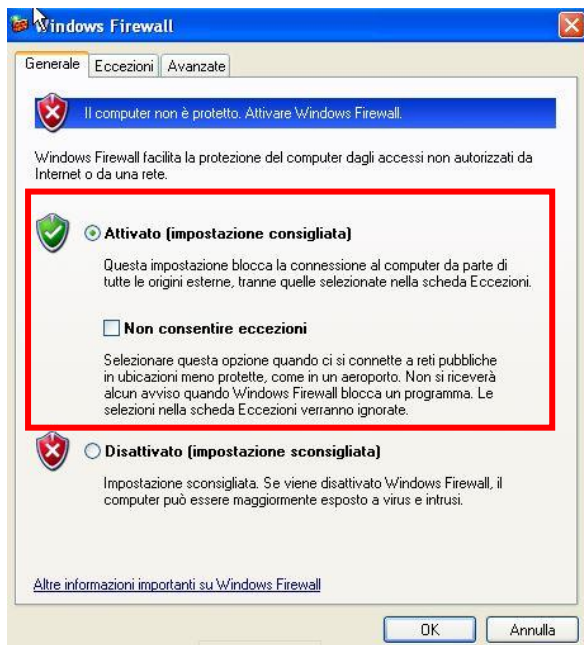 Windows Firewall
Generale Eccezioni Avanzate
Il computer non è protetto. Attivare Windows Firewall.
Windows Firewall facilita la protezione del computer dagli accessi non autorizzati da
Internet o da una rete.
Attivato (impostazione consigliata)
Questa impostazione blocca la connessione al computer da parte di
tutte le origini esterne, tranne quelle selezionate nella scheda Eccezioni.
Non consentire eccezioni
Selezionare questa opzione quando ci si connette a reti pubbliche
in ubicazioni meno protette, come in un aeroporto. Non si riceverà
alcun avviso quando Windows Firewall blocca un programma. Le
selezioni nella scheda Eccezioni verranno ignorate.
Disattivato (impostazione sconsigliata)
Impostazione sconsigliata. Se viene disattivato Windows Firewall, il
computer può essere maggiormente esposto a virus e intrusi.
Altre informazioni importanti su Windows Firewall
OK Annulla